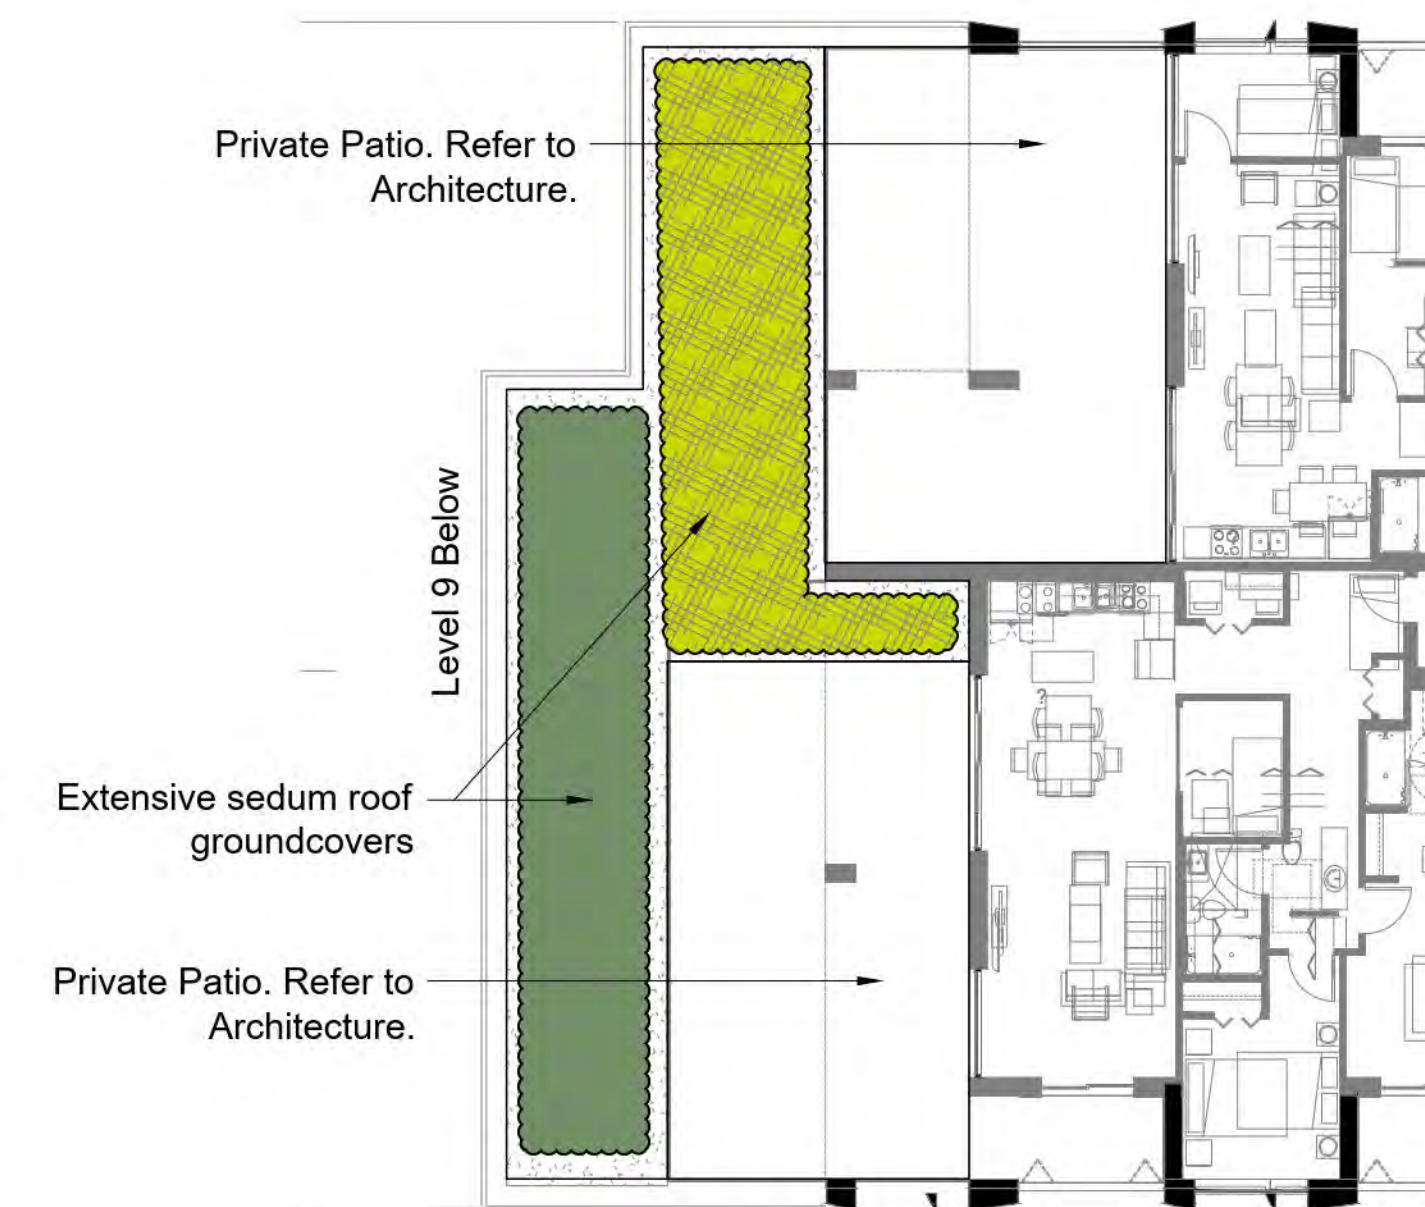 Private Patio. Refer to
Architecture.
Level 9 Below
?
Extensive sedum roof
groundcovers
Private Patio. Refer to
Architecture.